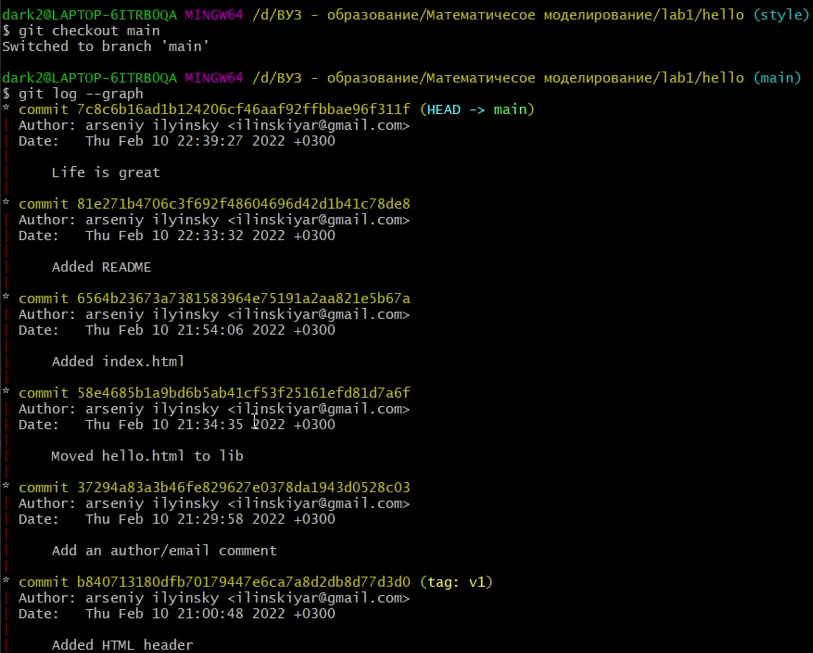 dark2@LAPTOP-6ITRB0QA MINGW64 /d/ВУЗ - образование/Математичесое моделирование/lab1/hello (style)
$ git checkout main
Switched to branch 'main'
dark2@LAPTOP-6ITRB0QA MINGW64 /d/ВУЗ - образование/Математичесое моделирование/lab1/hello (main)
$ git log --graph
* commit 7c8c6b16ad1b124206cf46aaf92ffbbae96f311f (HEAD -> main)
| Author: arseniy ilyinsky <ilinskiyar@gmail.com>
| Date:   Thu Feb 10 22:39:27 2022 +0300
|
|     Life is great
|
* commit 81e271b4706c3f692f48604696d42d1b41c78de8
| Author: arseniy ilyinsky <ilinskiyar@gmail.com>
| Date:   Thu Feb 10 22:33:32 2022 +0300
|
|     Added README
|
* commit 6564b23673a7381583964e75191a2aa821e5b67a
| Author: arseniy ilyinsky <ilinskiyar@gmail.com>
| Date:   Thu Feb 10 21:54:06 2022 +0300
|
|     Added index.html
|
* commit 58e4685b1a9bd6b5ab41cf53f25161efd81d7a6f
| Author: arseniy ilyinsky <ilinskiyar@gmail.com>
| Date:   Thu Feb 10 21:34:35 2022 +0300
|
|     Moved hello.html to lib
|
* commit 37294a83a3b46fe829627e0378da1943d0528c03
| Author: arseniy ilyinsky <ilinskiyar@gmail.com>
| Date:   Thu Feb 10 21:29:58 2022 +0300
|
|     Add an author/email comment
|
* commit b840713180dfb70179447e6ca7a8d2db8d77d3d0 (tag: v1)
| Author: arseniy ilyinsky <ilinskiyar@gmail.com>
| Date:   Thu Feb 10 21:00:48 2022 +0300
|
|     Added HTML header